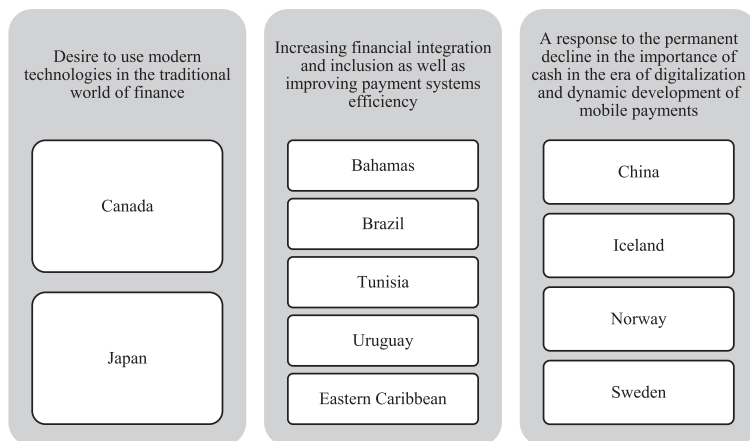 Desire to use modern
technologies in the traditional
world of finance
Canada
Japan
Increasing financial integration
and inclusion as well as
improving payment systems
efficiency
Bahamas
Brazil
Tunisia
Uruguay
Eastern Caribbean
A response to the permanent
decline in the importance of
cash in the era of digitalization
and dynamic development of
mobile payments
China
Iceland
Norway
Sweden